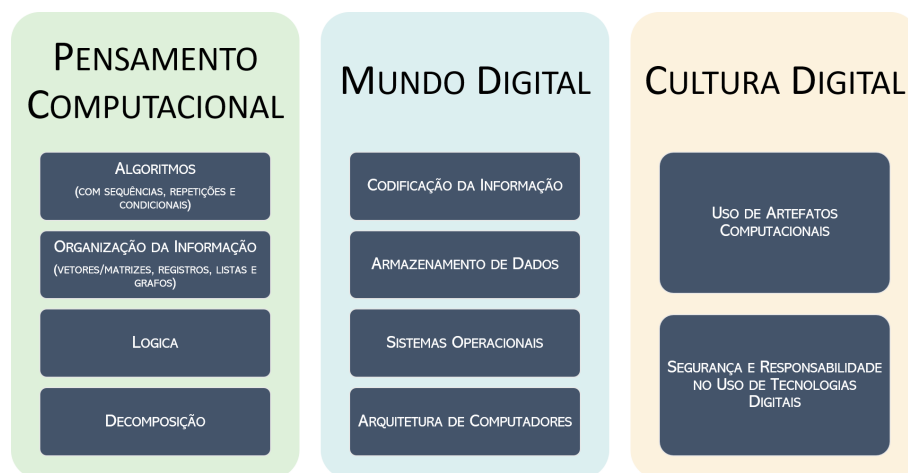 PENSAMENTO
COMPUTACIONAL
ALGORITMOS
(COM SEQUÊNCIAS, REPETIÇÕES E
CONDICIONAIS)
ORGANIZAÇÃO DA INFORMAÇÃO
(VETORES/MATRIZES, REGISTROS, LISTAS E
GRAFOS)
LOGICA
DECOMPOSIÇÃO
MUNDO DIGITAL
CODIFICAÇÃO DA INFORMAÇÃO
ARMAZENAMENTO DE DADOS
SISTEMAS OPERACIONAIS
ARQUITETURA DE COMPUTADORES
CULTURA DIGITAL
USO DE ARTEFATOS
COMPUTACIONAIS
SEGURANÇA E RESPONSABILIDADE
NO USO DE TECNOLOGIAS
DIGITAIS